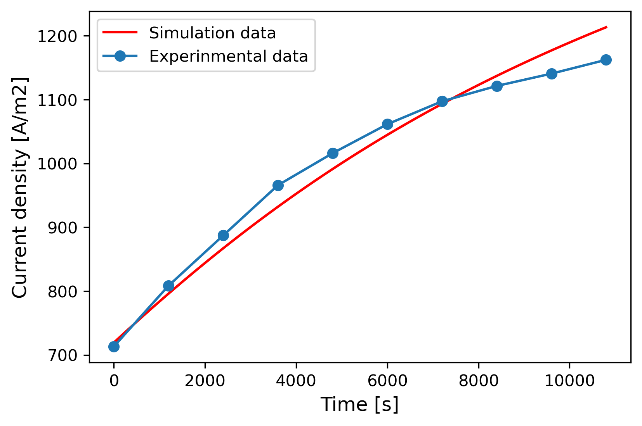 Simulation data
Experinmental data
1200
1100
1000
900
800
700
Current density [A/m2]
0 2000 4000 6000 8000 10000
Time [s]